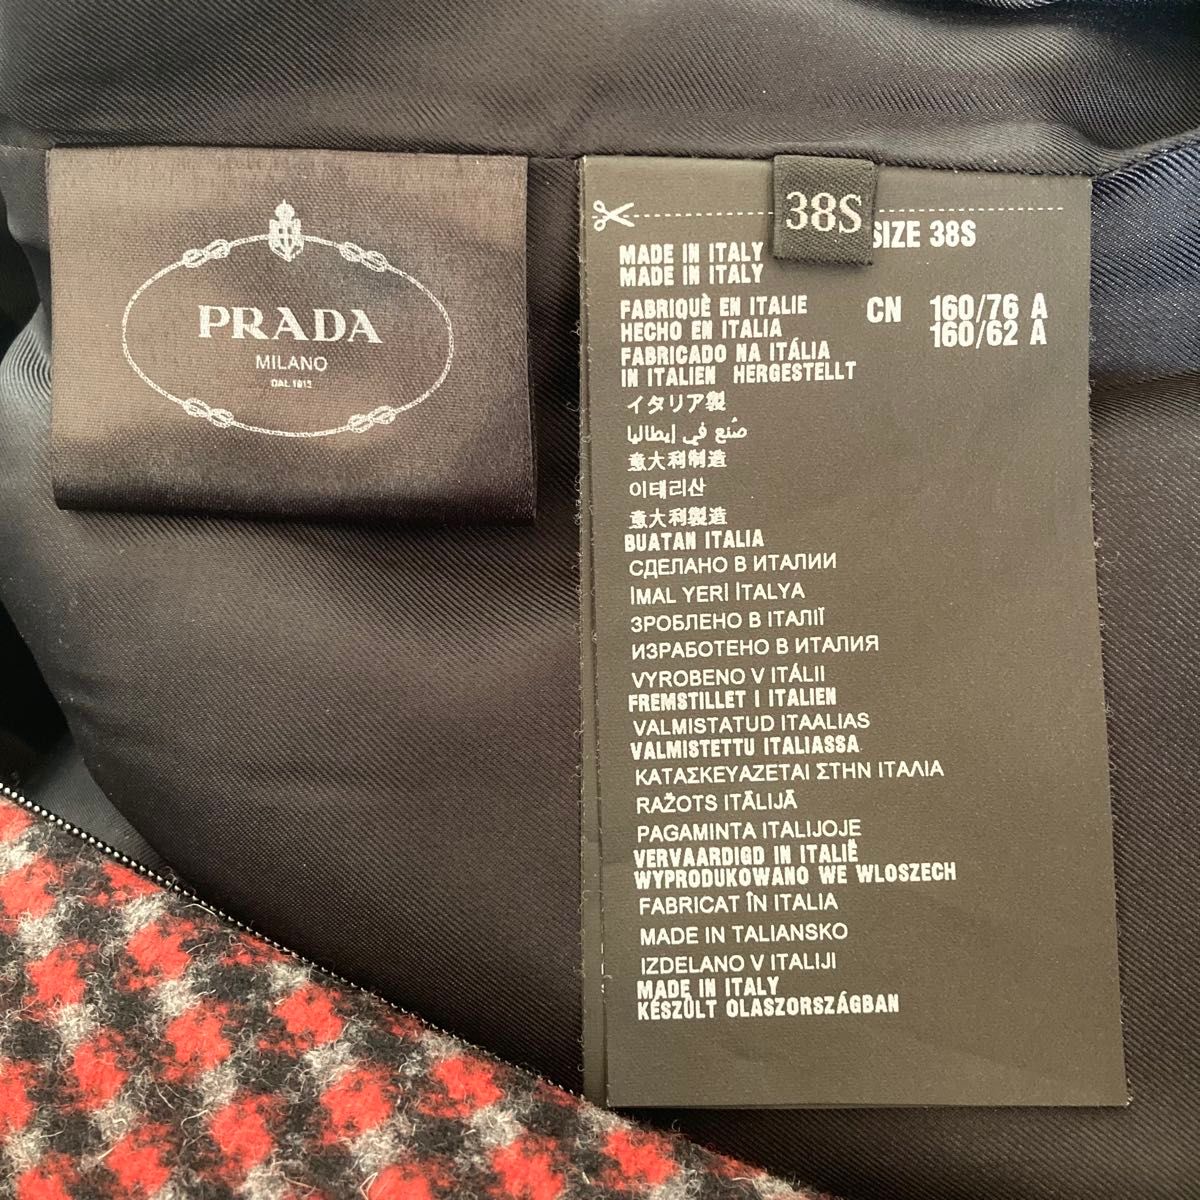 PRADA
MILANO
DAL 1913
38S
SIZE 38S
MADE IN ITALY
MADE IN ITALY
FABRIQUÈ EN ITALIE
HECHO EN ITALIA
FABRICADO NA ITÁLIA
IN ITALIEN HERGESTELLT
CN 160/76 A
160/62 A
イタリア製
صُنع في إيطاليا
意大利制造
이태리산
意大利製造
BUATAN ITALIA
СДЕЛАНО В ИТАЛИИ
İMAL YERİ İTALYA
ЗРОБЛЕНО В ІТАЛІЇ
ИЗРАБОТЕНО В ИТАЛИЯ
VYROBENO V ITÁLII
FREMSTILLET I ITALIEN
VALMISTATUD ITAALIAS
VALMISTETTU ITALIASSA
ΚΑΤΑΣΚΕΥΑΖΕΤΑΙ ΣΤΗΝ ΙΤΑΛΙΑ
RAŽOTS ITĀLIJĀ
PAGAMINTA ITALIJOJE
VERVAARDIGD IN ITALIË
WYPRODUKOWANO WE WLOSZECH
FABRICAT ÎN ITALIA
MADE IN TALIANSKO
IZDELANO V ITALIJI
MADE IN ITALY
KÉSZÜLT OLASZORSZÁGBAN